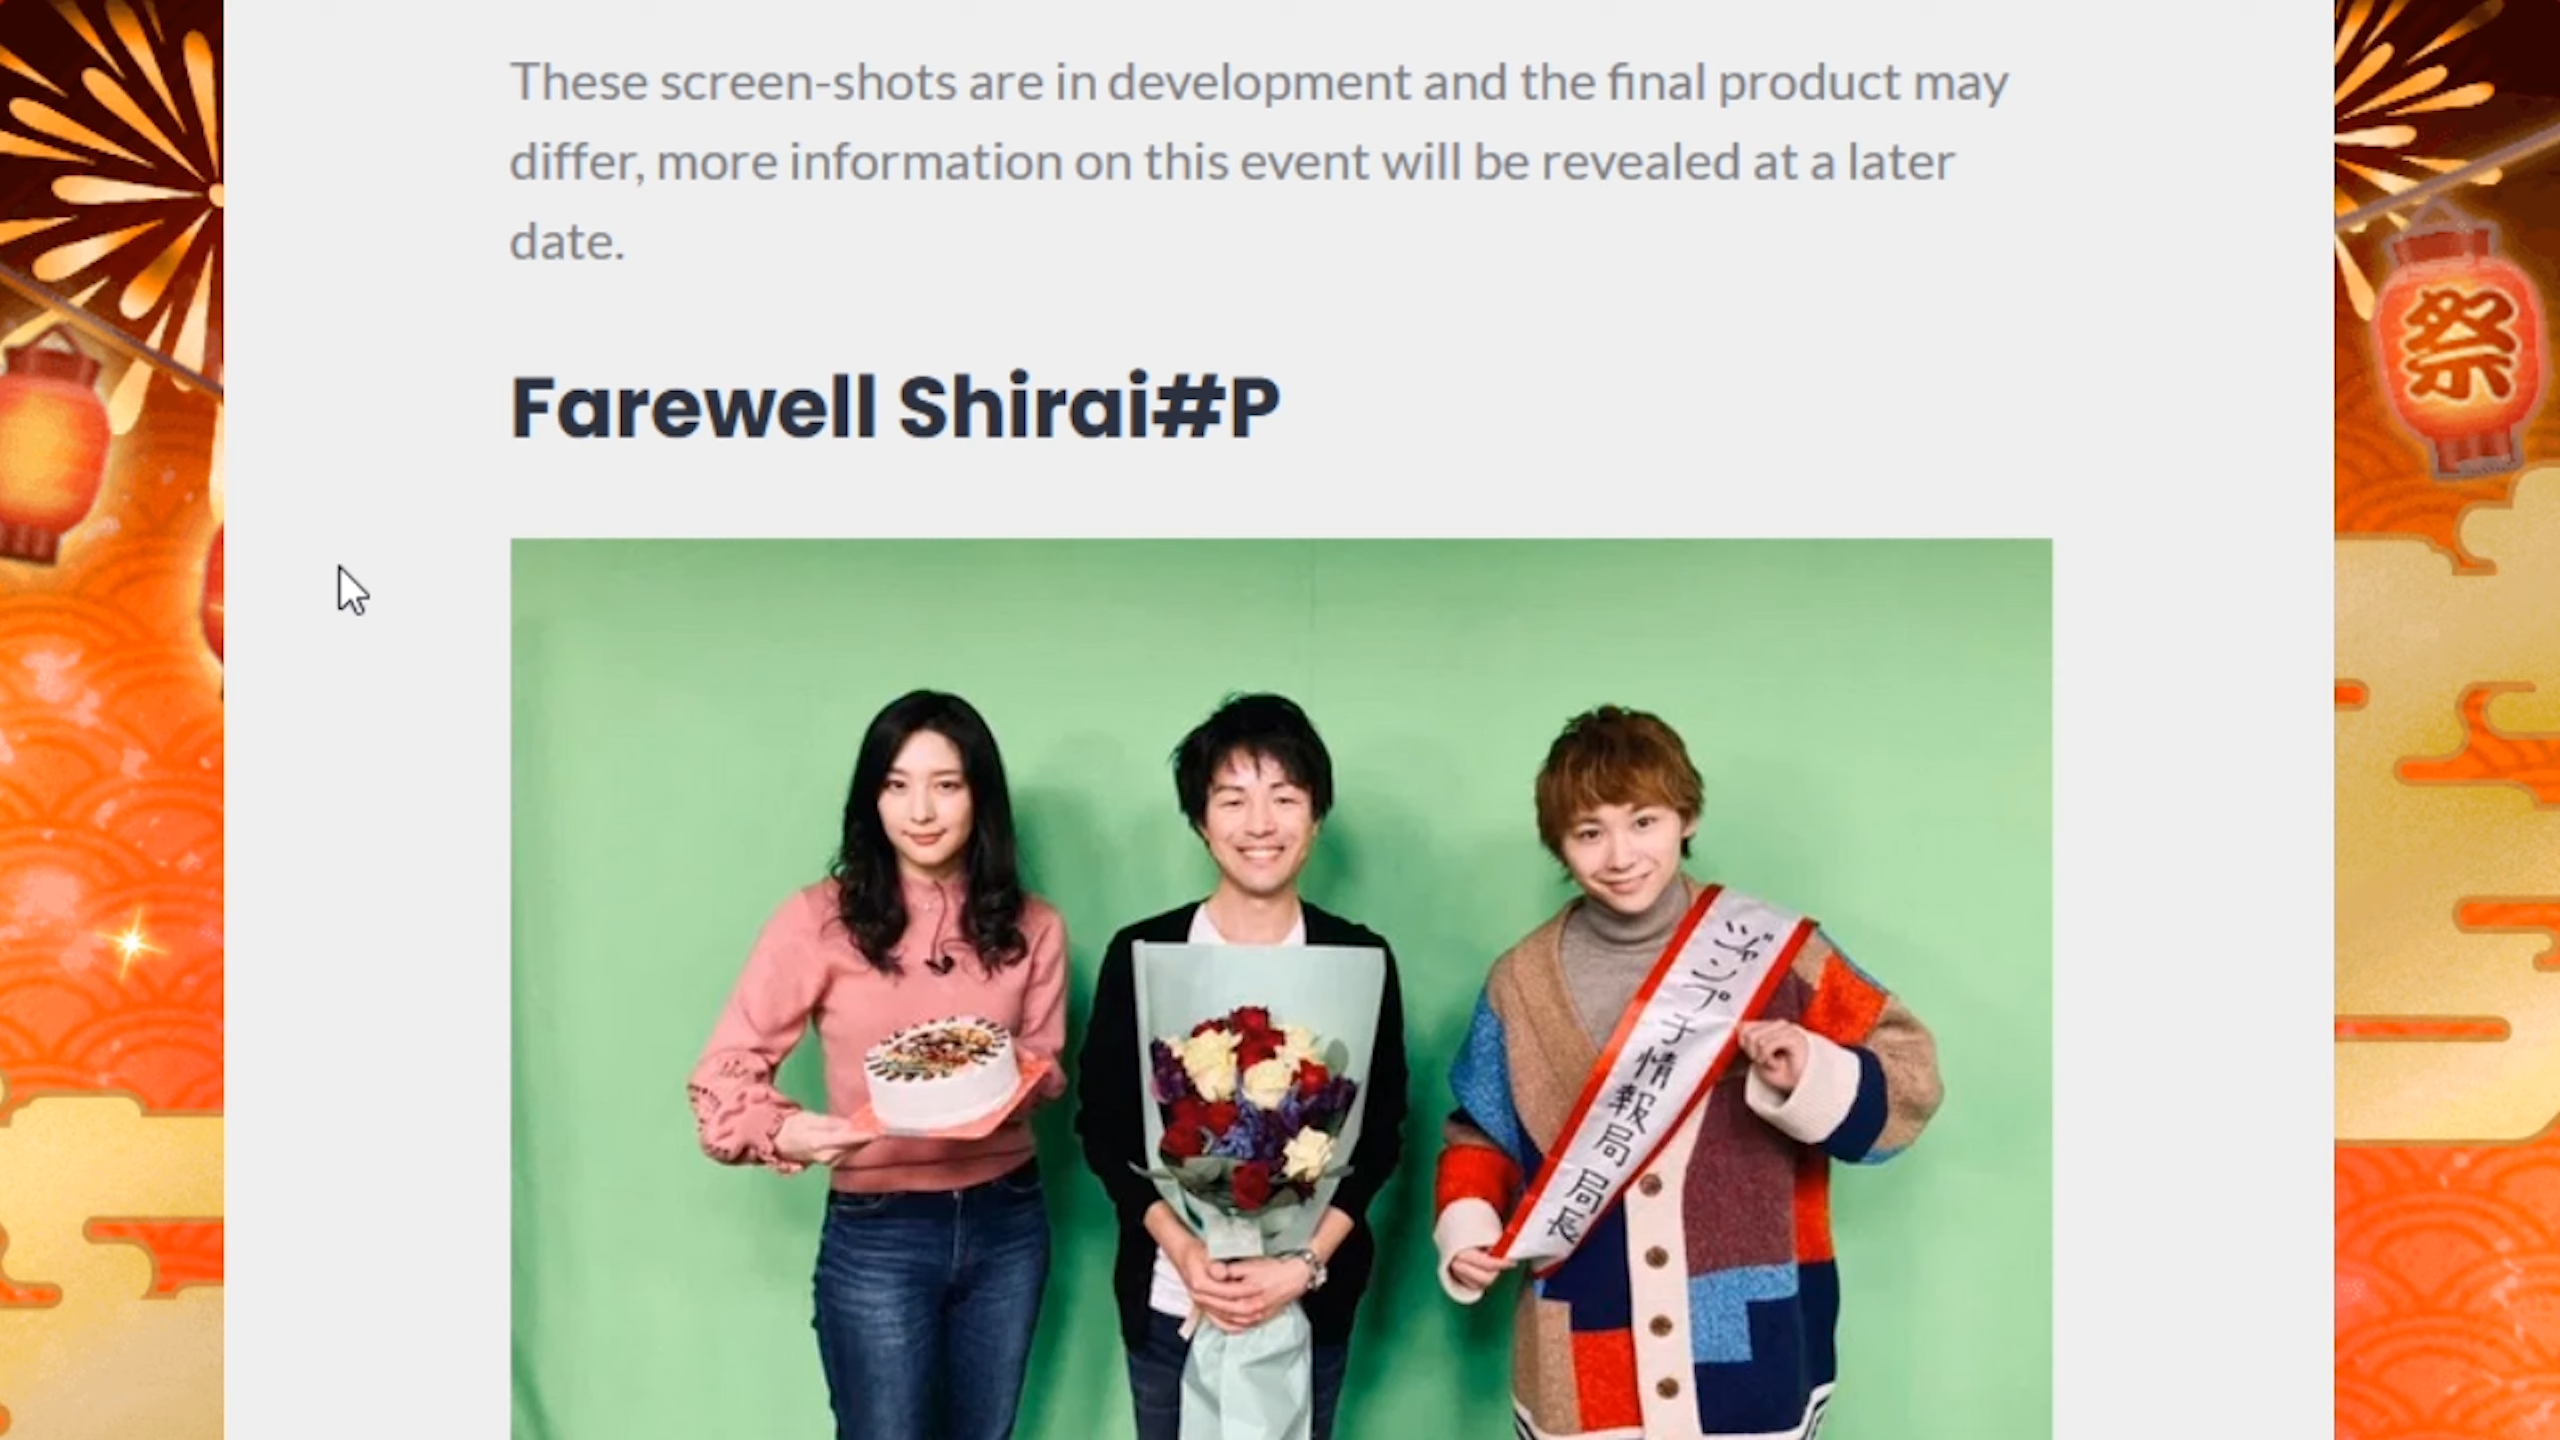 These screen-shots are in development and the final product may
differ, more information on this event will be revealed at a later
date.
祭
Farewell Shirai#P
ジャンプ+情報局 局長